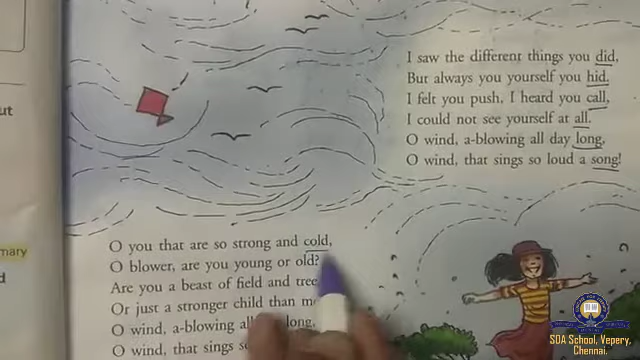 I saw the different things you did,
But always you yourself you hid.
I felt you push, I heard you call,
I could not see yourself at all.
O wind, a-blowing all day long,
O wind, that sings so loud a song!
O you that are so strong and cold,
O blower, are you young or old?
Are you a beast of field and tree,
Or just a stronger child than
O wind, a-blowing long,
O wind, that sings
mary
SDA School, Vepery,
Chennai.